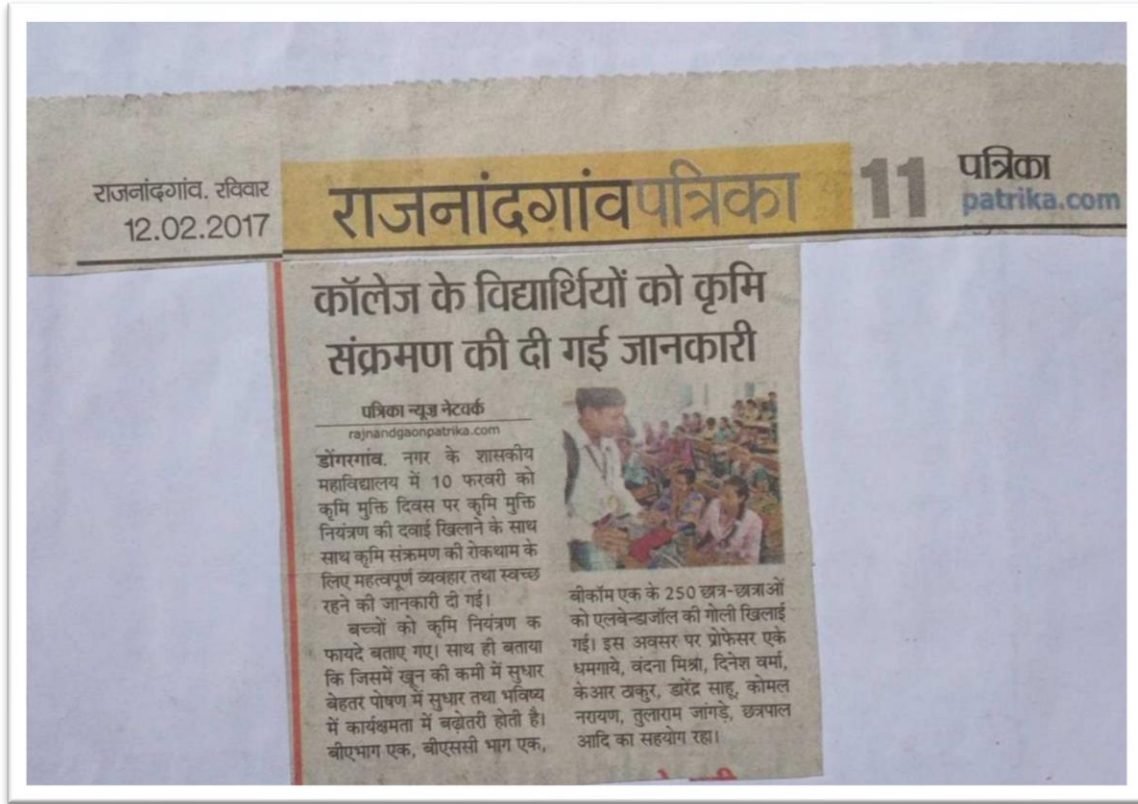 राजनांदगांव. रविवार
12.02.2017
राजनांदगांवपत्रिका
11
पत्रिका
patrika.com
कॉलेज के विद्यार्थियों को कृमि
संक्रमण की दी गई जानकारी
पत्रिका न्यूज नेटवर्क
rajnandgaonpatrika.com
डोंगरगांव. नगर के शासकीय
महाविद्यालय में 10 फरवरी को
कृमि मुक्ति दिवस पर कृमि मुक्ति
नियंत्रण की दवाई खिलाने के साथ
साथ कृमि संक्रमण की रोकथाम के
लिए महत्वपूर्ण व्यवहार तथा स्वच्छ
रहने की जानकारी दी गई।
बच्चों को कृमि नियंत्रण क
फायदे बताए गए। साथ ही बताया
कि जिसमें खून की कमी में सुधार
बेहतर पोषण में सुधार तथा भविष्य
में कार्यक्षमता में बढ़ोतरी होती है।
बीएभाग एक, बीएससी भाग एक,
बीकॉम एक के 250 छात्र-छात्राओं
को एलबेन्डाजॉल की गोली खिलाई
गई। इस अवसर पर प्रोफेसर एके
धमगाये, वंदना मिश्रा, दिनेश वर्मा,
केआर ठाकुर, डारेंद्र साहू, कोमल
नरायण, तुलाराम जांगड़े, छत्रपाल
आदि का सहयोग रहा।